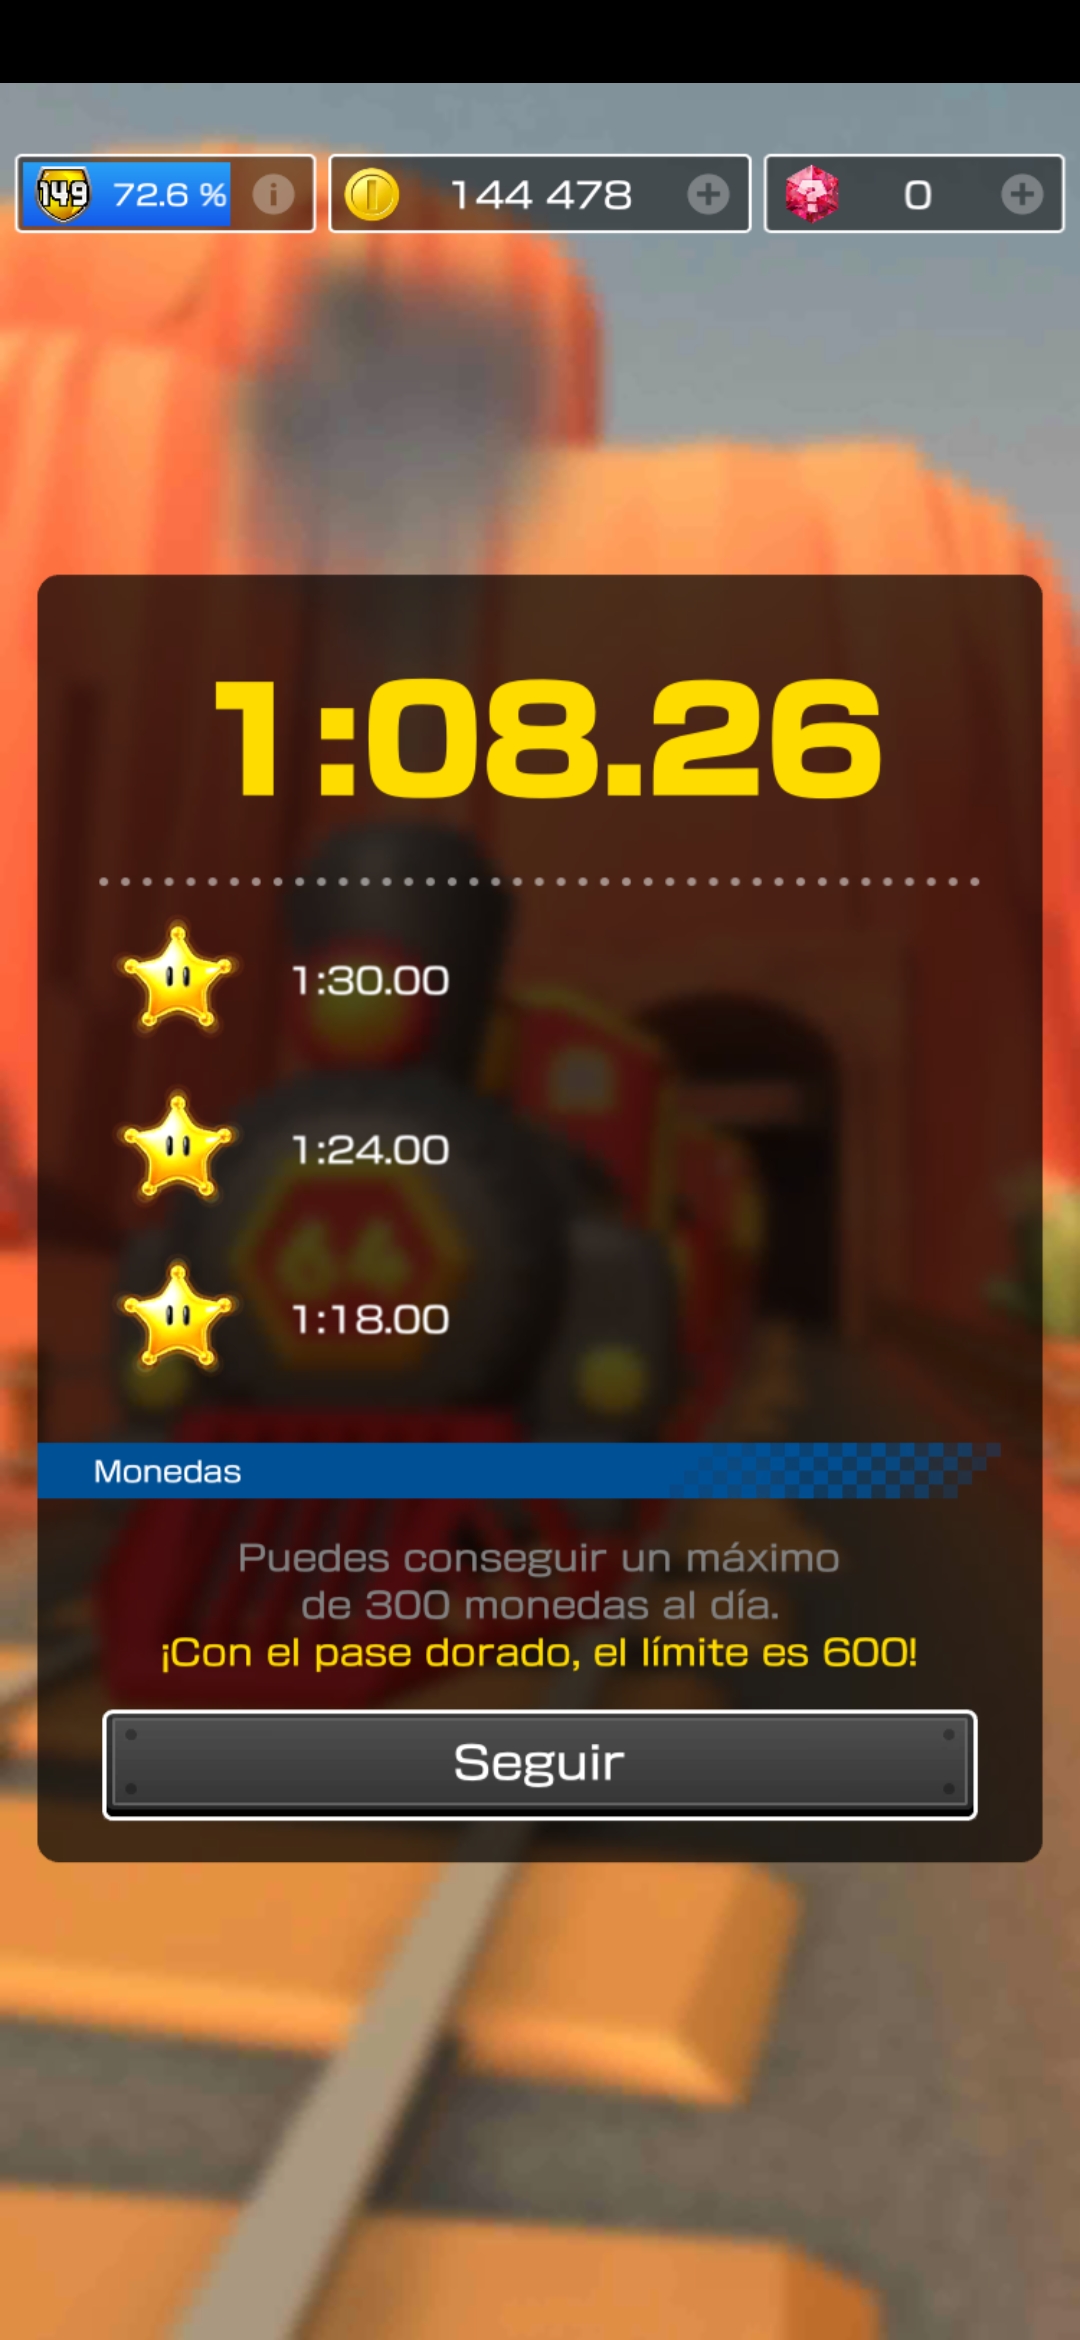 149 72.6 % i 144 478 + ? 0 +
1:08.26
1:30.00
1:24.00
1:18.00
64
Monedas
Puedes conseguir un máximo
de 300 monedas al día.
¡Con el pase dorado, el límite es 600!
Seguir